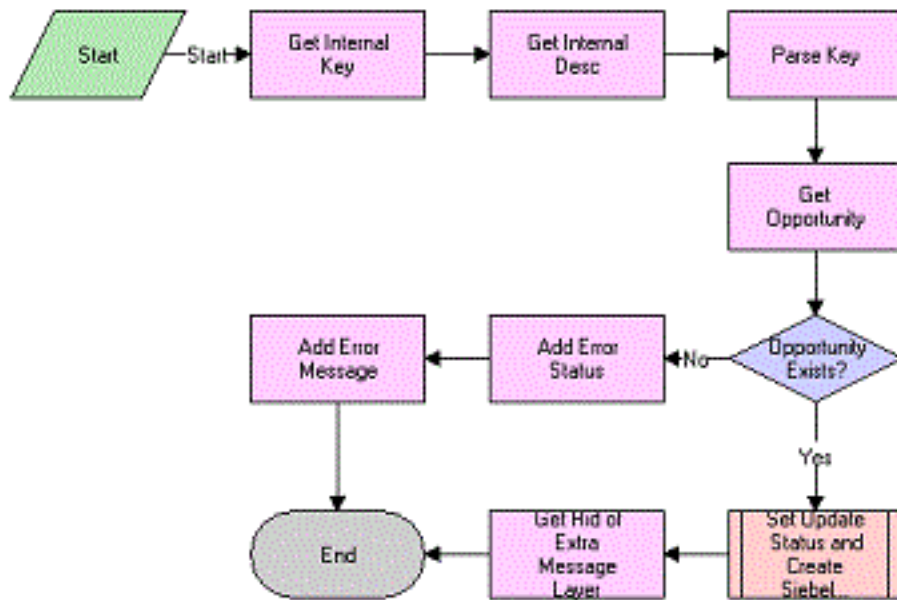 Start
Start
Get Internal
Key
Get Internal
Desc
Parse Key
Get
Opportunity
Opportunity
Exists?
No
Add Error
Status
Add Error
Message
Yes
Set Update
Status and
Create
Siebel...
Get Rid of
Extra
Message
Layer
End